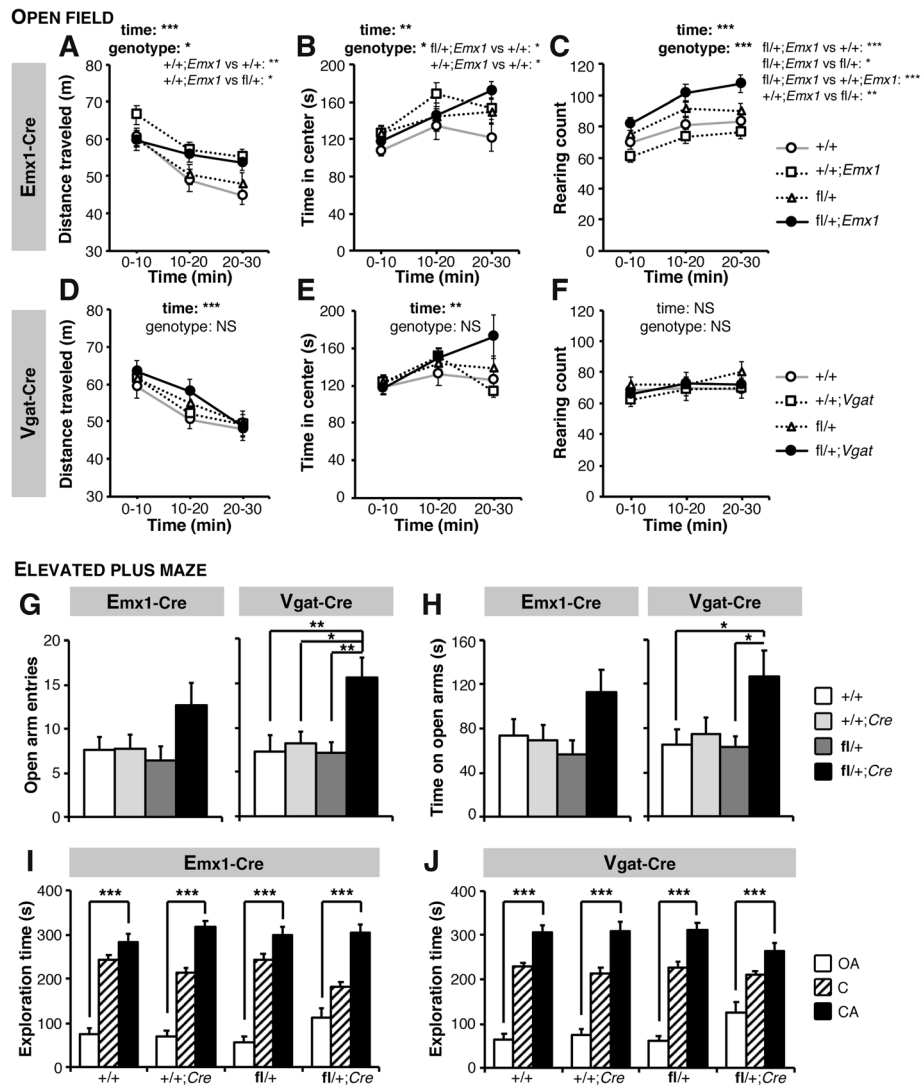 OPEN FIELD
A
time: ***
genotype: *
+/+;Emx1 vs +/+: **
+/+;Emx1 vs fl/+: *
B
time: **
genotype: *
fl/+;Emx1 vs +/+: *
+/+;Emx1 vs +/+: *
C
time: ***
genotype: ***
fl/+;Emx1 vs +/+: ***
fl/+;Emx1 vs fl/+: *
fl/+;Emx1 vs +/+;Emx1: ***
+/+;Emx1 vs fl/+: **
Emx1-Cre
Distance traveled (m)
80
70
60
50
40
30
0-10 10-20 20-30
Time (min)
Time in center (s)
200
160
120
80
40
0
0-10 10-20 20-30
Time (min)
Rearing count
120
100
80
60
40
20
0
0-10 10-20 20-30
Time (min)
+/+
+/+;Emx1
fl/+
fl/+;Emx1
Vgat-Cre
D
time: ***
genotype: NS
Distance traveled (m)
80
70
60
50
40
30
0-10 10-20 20-30
Time (min)
E
time: **
genotype: NS
Time in center (s)
200
160
120
80
40
0
0-10 10-20 20-30
Time (min)
F
time: NS
genotype: NS
Rearing count
120
100
80
60
40
20
0
0-10 10-20 20-30
Time (min)
+/+
+/+;Vgat
fl/+
fl/+;Vgat
ELEVATED PLUS MAZE
G
Emx1-Cre
Vgat-Cre
Open arm entries
20
15
10
5
0
**
*
**
H
Emx1-Cre
Vgat-Cre
Time on open arms (s)
160
120
80
40
0
*
*
+/+
+/+;Cre
fl/+
fl/+;Cre
I
Emx1-Cre
Exploration time (s)
400
300
200
100
0
*** *** *** ***
+/+ +/+;Cre fl/+ fl/+;Cre
J
Vgat-Cre
Exploration time (s)
400
300
200
100
0
*** *** *** ***
+/+ +/+;Cre fl/+ fl/+;Cre
OA
C
CA